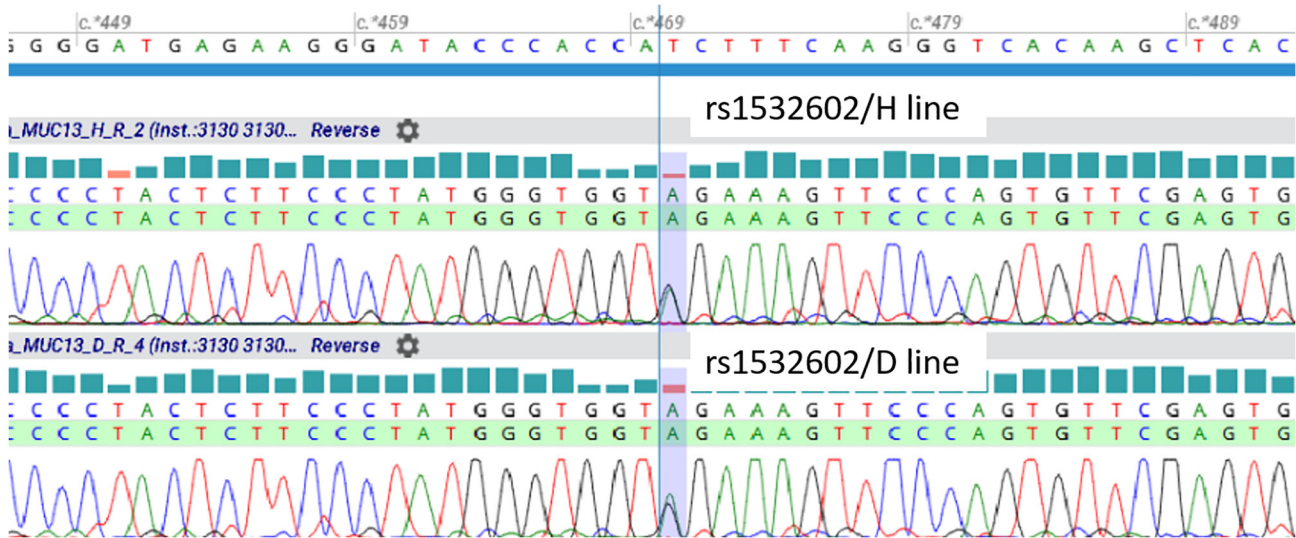 c.*449 c.*459 c.*469 c.*479 c.*489
G G G G A T G A G A A G G G A T A C C C A C C A T C T T T C A A G G G T C A C A A G C T C A C
rs1532602/H line
_MUC13_H_R_2 (Inst.:3130 3130... Reverse
C C C C T A C T C T T C C C T A T G G G T G G T A G A A A G T T C C C A G T G T T C G A G T G
C C C C T A C T C T T C C C T A T G G G T G G T A G A A A G T T C C C A G T G T T C G A G T G
_MUC13_D_R_4 (Inst.:3130 3130... Reverse
rs1532602/D line
C C C C T A C T C T T C C C T A T G G G T G G T A G A A A G T T C C C A G T G T T C G A G T G
C C C C T A C T C T T C C C T A T G G G T G G T A G A A A G T T C C C A G T G T T C G A G T G